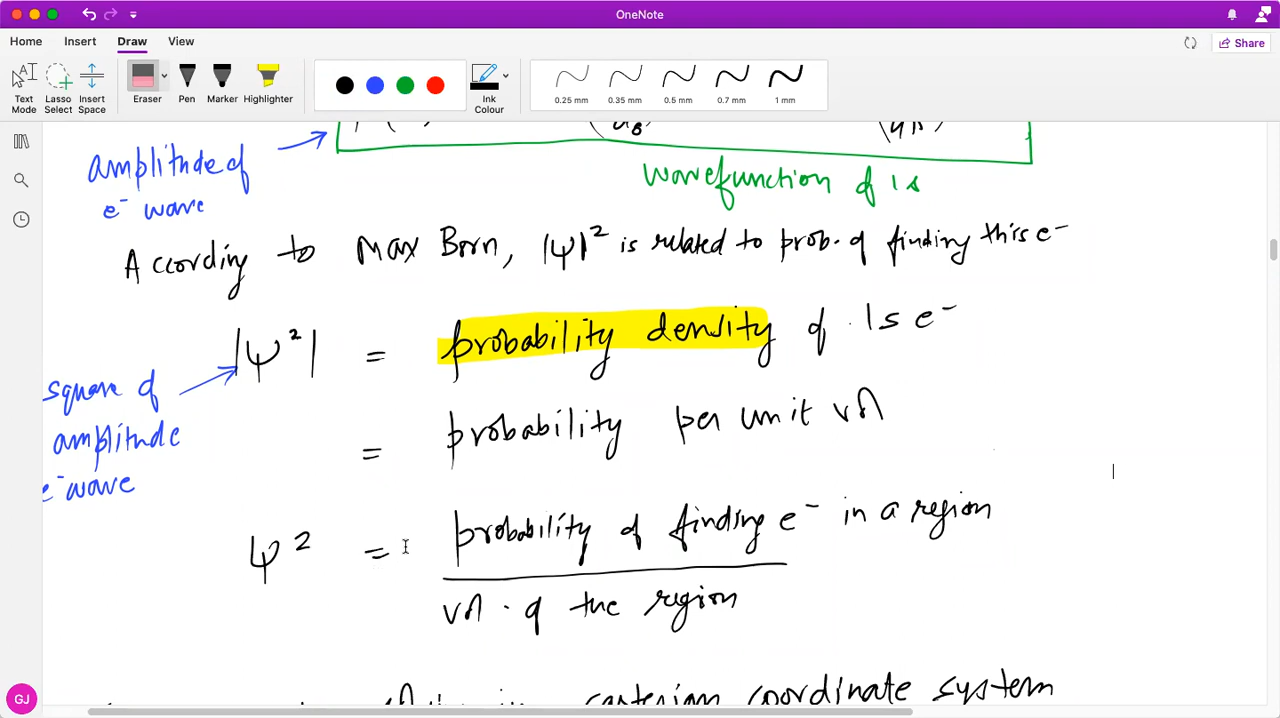 OneNote
Home Insert Draw View
Share
Text Mode
Lasso Select
Insert Space
Eraser
Pen
Marker
Highlighter
Ink Colour
0.25 mm 0.35 mm 0.5 mm 0.7 mm 1 mm
amplitude of
e⁻ wave
wavefunction of 1s
According to Max Born, |ψ|² is related to prob. of finding this e⁻
|ψ²| = probability density of 1s e⁻
square of
amplitude
e⁻ wave
= probability per unit vol
ψ² = probability of finding e⁻ in a region
vol. of the region
in carterian coordinate system
GJ